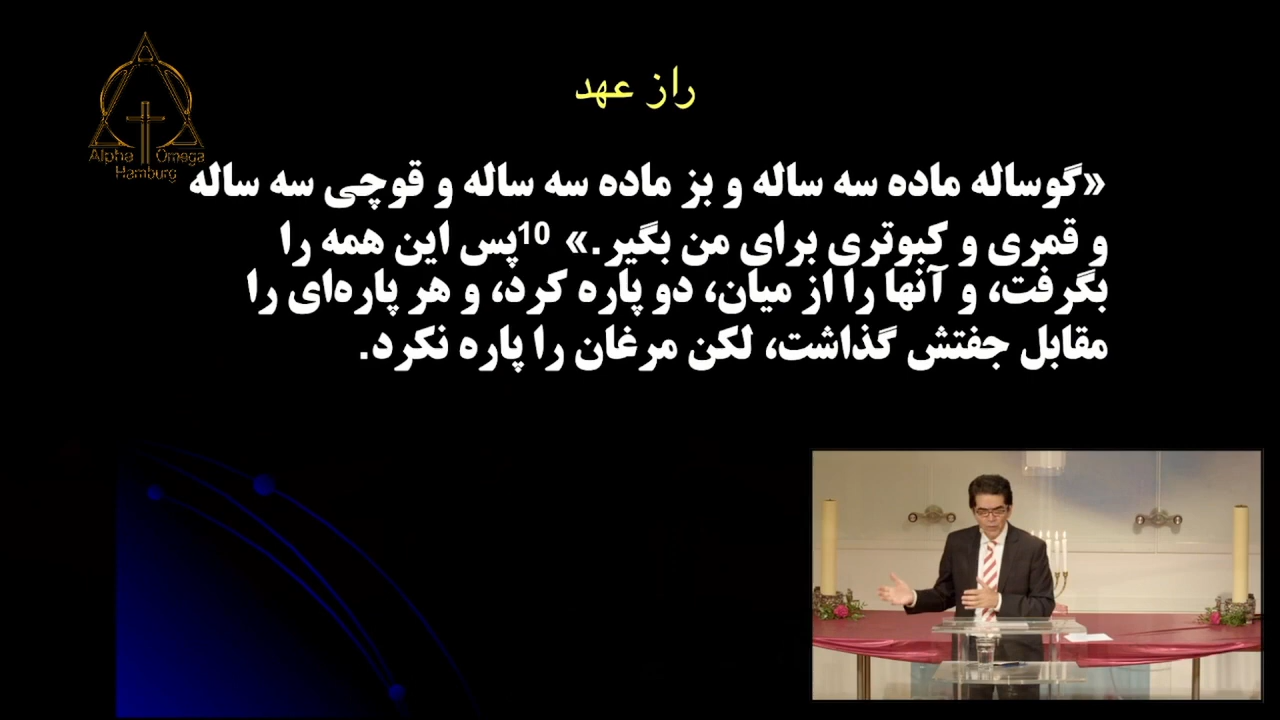 Alpha Omega
Hamburg
راز عهد
«گوساله ماده سه ساله و بز ماده سه ساله و قوچی سه ساله
و قمری و کبوتری برای من بگیر.» 10پس این همه را
بگرفت، و آنها را از میان، دو پاره کرد، و هر پاره‌ای را
مقابل جفتش گذاشت، لکن مرغان را پاره نکرد.